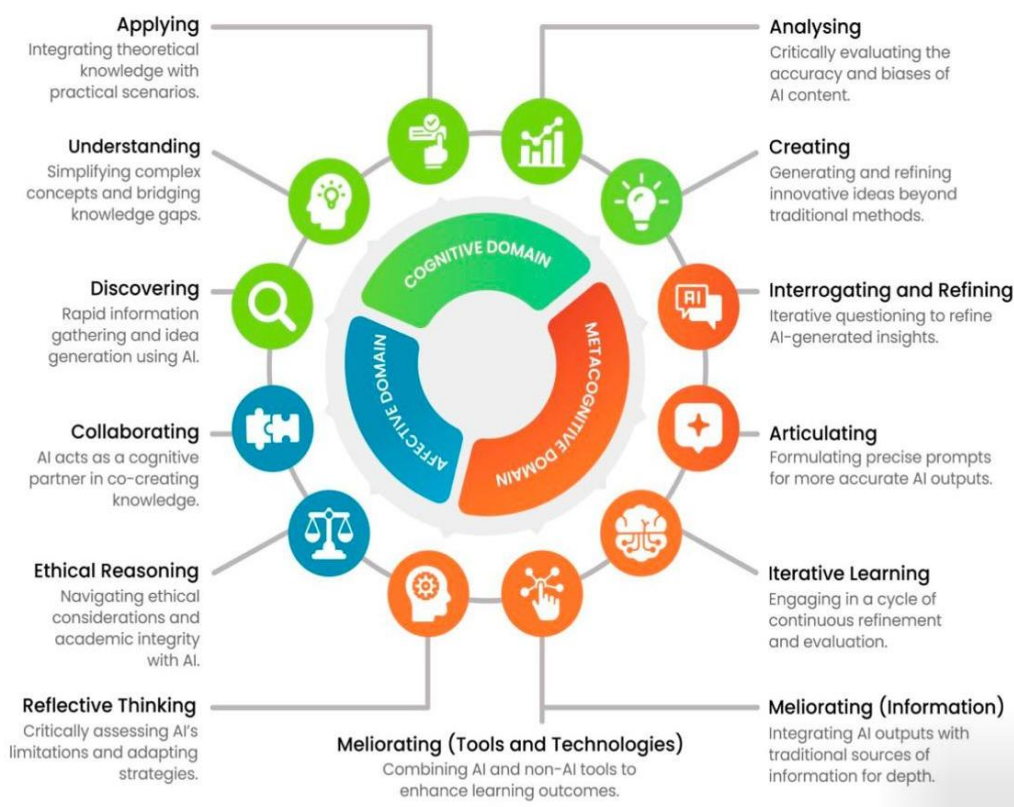 Applying
Integrating theoretical
knowledge with
practical scenarios.
Understanding
Simplifying complex
concepts and bridging
knowledge gaps.
Discovering
Rapid information
gathering and idea
generation using AI.
Collaborating
AI acts as a cognitive
partner in co-creating
knowledge.
Ethical Reasoning
Navigating ethical
considerations and
academic integrity
with AI.
Reflective Thinking
Critically assessing AI’s
limitations and adapting
strategies.
COGNITIVE DOMAIN
AFFECTIVE DOMAIN
METACOGNITIVE DOMAIN
AI
Meliorating (Tools and Technologies)
Combining AI and non-AI tools to
enhance learning outcomes.
Analysing
Critically evaluating the
accuracy and biases of
AI content.
Creating
Generating and refining
innovative ideas beyond
traditional methods.
Interrogating and Refining
Iterative questioning to refine
AI-generated insights.
Articulating
Formulating precise prompts
for more accurate AI outputs.
Iterative Learning
Engaging in a cycle of
continuous refinement
and evaluation.
Meliorating (Information)
Integrating AI outputs with
traditional sources of
information for depth.